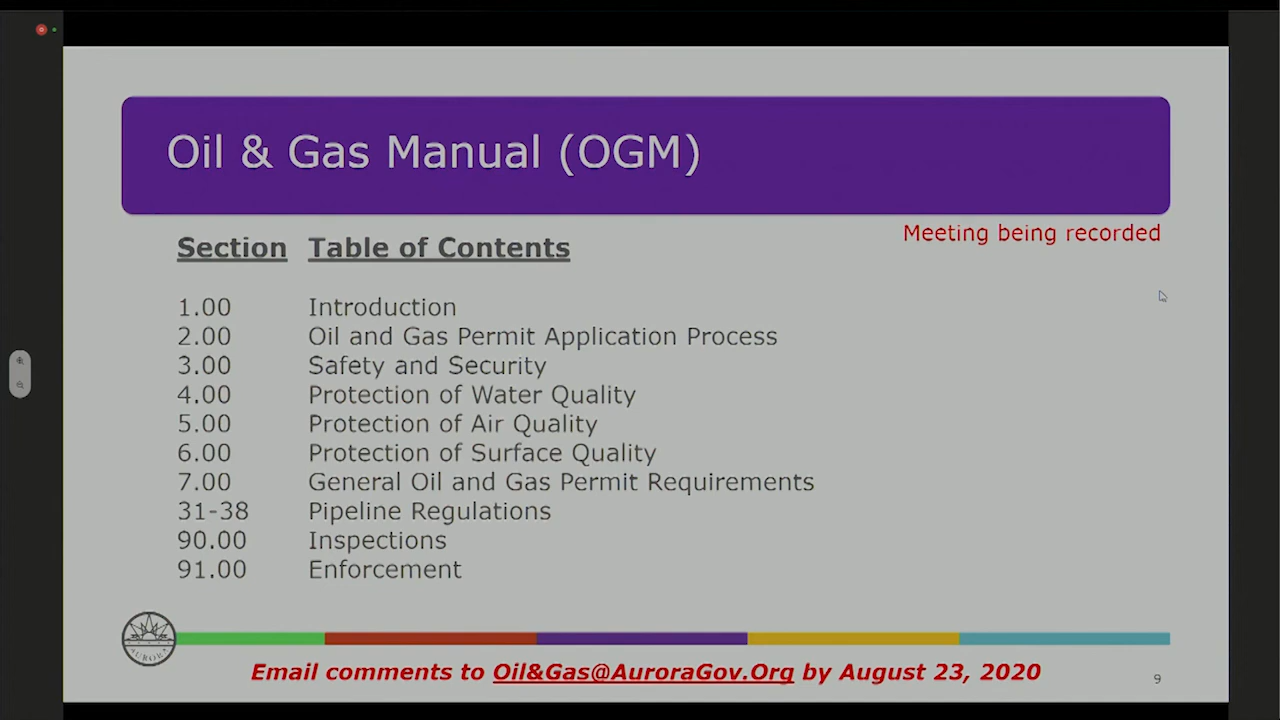 Oil & Gas Manual (OGM)
Meeting being recorded
Section Table of Contents
1.00 Introduction
2.00 Oil and Gas Permit Application Process
3.00 Safety and Security
4.00 Protection of Water Quality
5.00 Protection of Air Quality
6.00 Protection of Surface Quality
7.00 General Oil and Gas Permit Requirements
31-38 Pipeline Regulations
90.00 Inspections
91.00 Enforcement
AURORA
Email comments to Oil&Gas@AuroraGov.Org by August 23, 2020
9